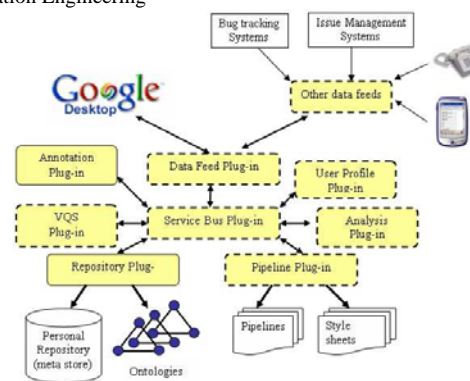 ation Engineering
Bug tracking
Systems
Issue Management
Systems
Google
Desktop
Other data feeds
Annotation
Plug-in
Data Feed Plug-in
User Profile
Plug-in
VQS
Plug-in
Service Bus Plug-in
Analysis
Plug-in
Repository Plug-
Pipeline Plug-in
Personal
Repository
(meta store)
Ontologies
Pipelines
Style
sheets